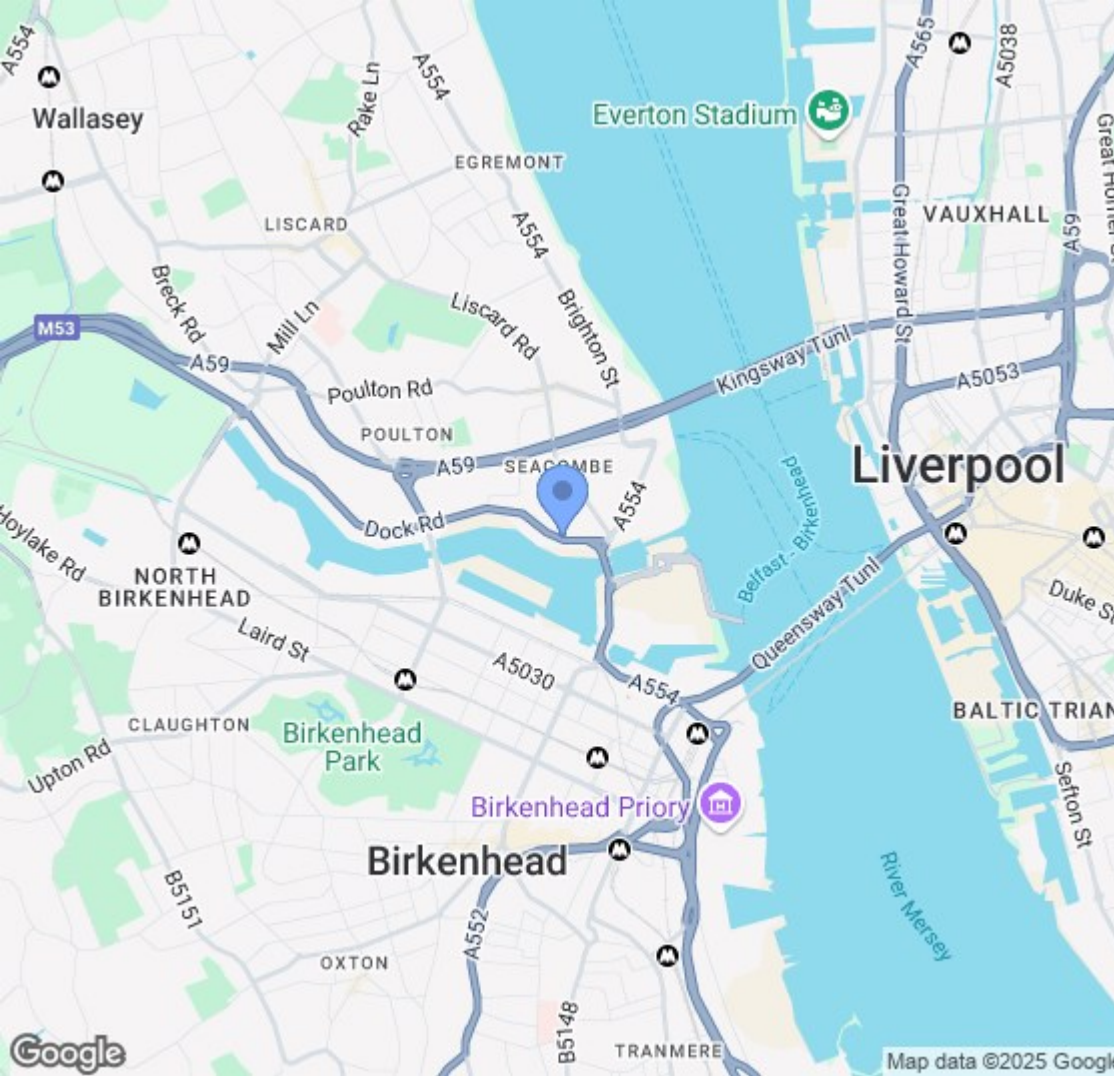 A554
Wallasey
Rake Ln
A554
Everton Stadium
A565
A5038
EGREMONT
LISCARD
A554
VAUXHALL
Great Howard St
A59
Breck Rd
Mill Ln
Liscard Rd
Brighton St
M53
A59
Kingsway Tunl
Poulton Rd
A5053
POULTON
A59
SEACOMBE
Liverpool
Dock Rd
A554
Hoylake Rd
Belfast - Birkenhead
NORTH
BIRKENHEAD
Queensway Tunl
Duke St
Laird St
A5030
A554
CLAUGHTON
Birkenhead
Park
BALTIC TRIAN
Upton Rd
Birkenhead Priory
Sefton St
Birkenhead
B5151
A552
River Mersey
OXTON
B5148
TRANMERE
Google
Map data ©2025 Google